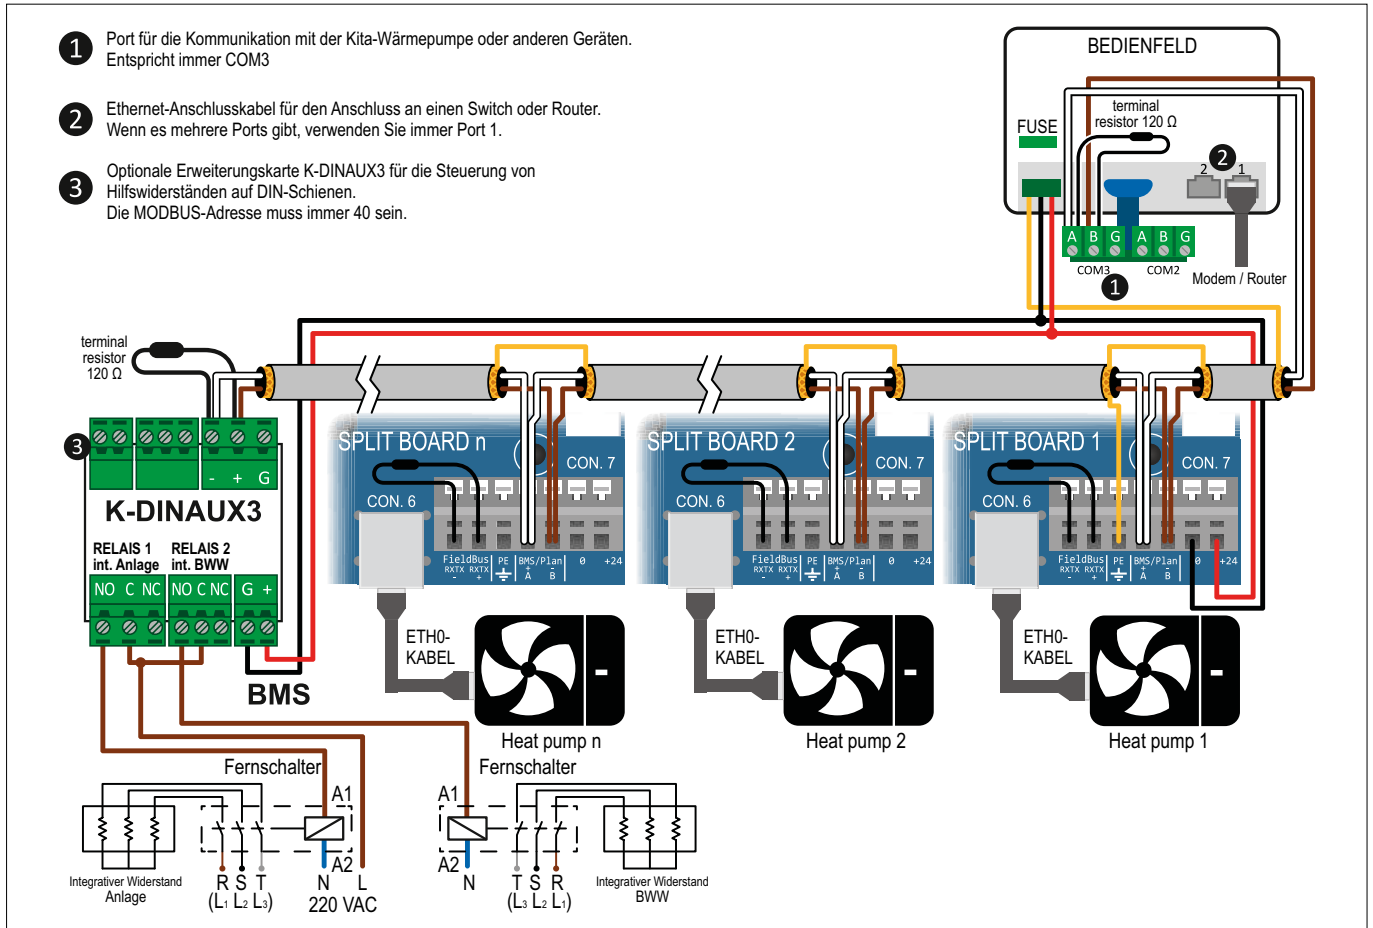 1 Port für die Kommunikation mit der Kita-Wärmepumpe oder anderen Geräten.
Entspricht immer COM3
2 Ethernet-Anschlusskabel für den Anschluss an einen Switch oder Router.
Wenn es mehrere Ports gibt, verwenden Sie immer Port 1.
3 Optionale Erweiterungskarte K-DINAUX3 für die Steuerung von
Hilfswiderständen auf DIN-Schienen.
Die MODBUS-Adresse muss immer 40 sein.
BEDIENFELD
terminal
resistor 120 Ω
FUSE
2
2 1
A B G A B G
COM3 COM2
1
Modem / Router
terminal
resistor
120 Ω
3
- + G
K-DINAUX3
RELAIS 1
int. Anlage
RELAIS 2
int. BWW
NO C NC NO C NC G +
BMS
SPLIT BOARD n
CON. 7
CON. 6
FieldBus PE BMS/Plan 0 +24
RXTX RXTX + -
- + A B
ETH0-
KABEL
Heat pump n
SPLIT BOARD 2
CON. 7
CON. 6
FieldBus PE BMS/Plan 0 +24
RXTX RXTX + -
- + A B
ETH0-
KABEL
Heat pump 2
SPLIT BOARD 1
CON. 7
CON. 6
FieldBus PE BMS/Plan 0 +24
RXTX RXTX + -
- + A B
ETH0-
KABEL
Heat pump 1
Fernschalter
A1
A2
Integrativer Widerstand
Anlage
R S T N L
(L1 L2 L3) 220 VAC
Fernschalter
A1
A2
N T S R
(L3 L2 L1)
Integrativer Widerstand
BWW